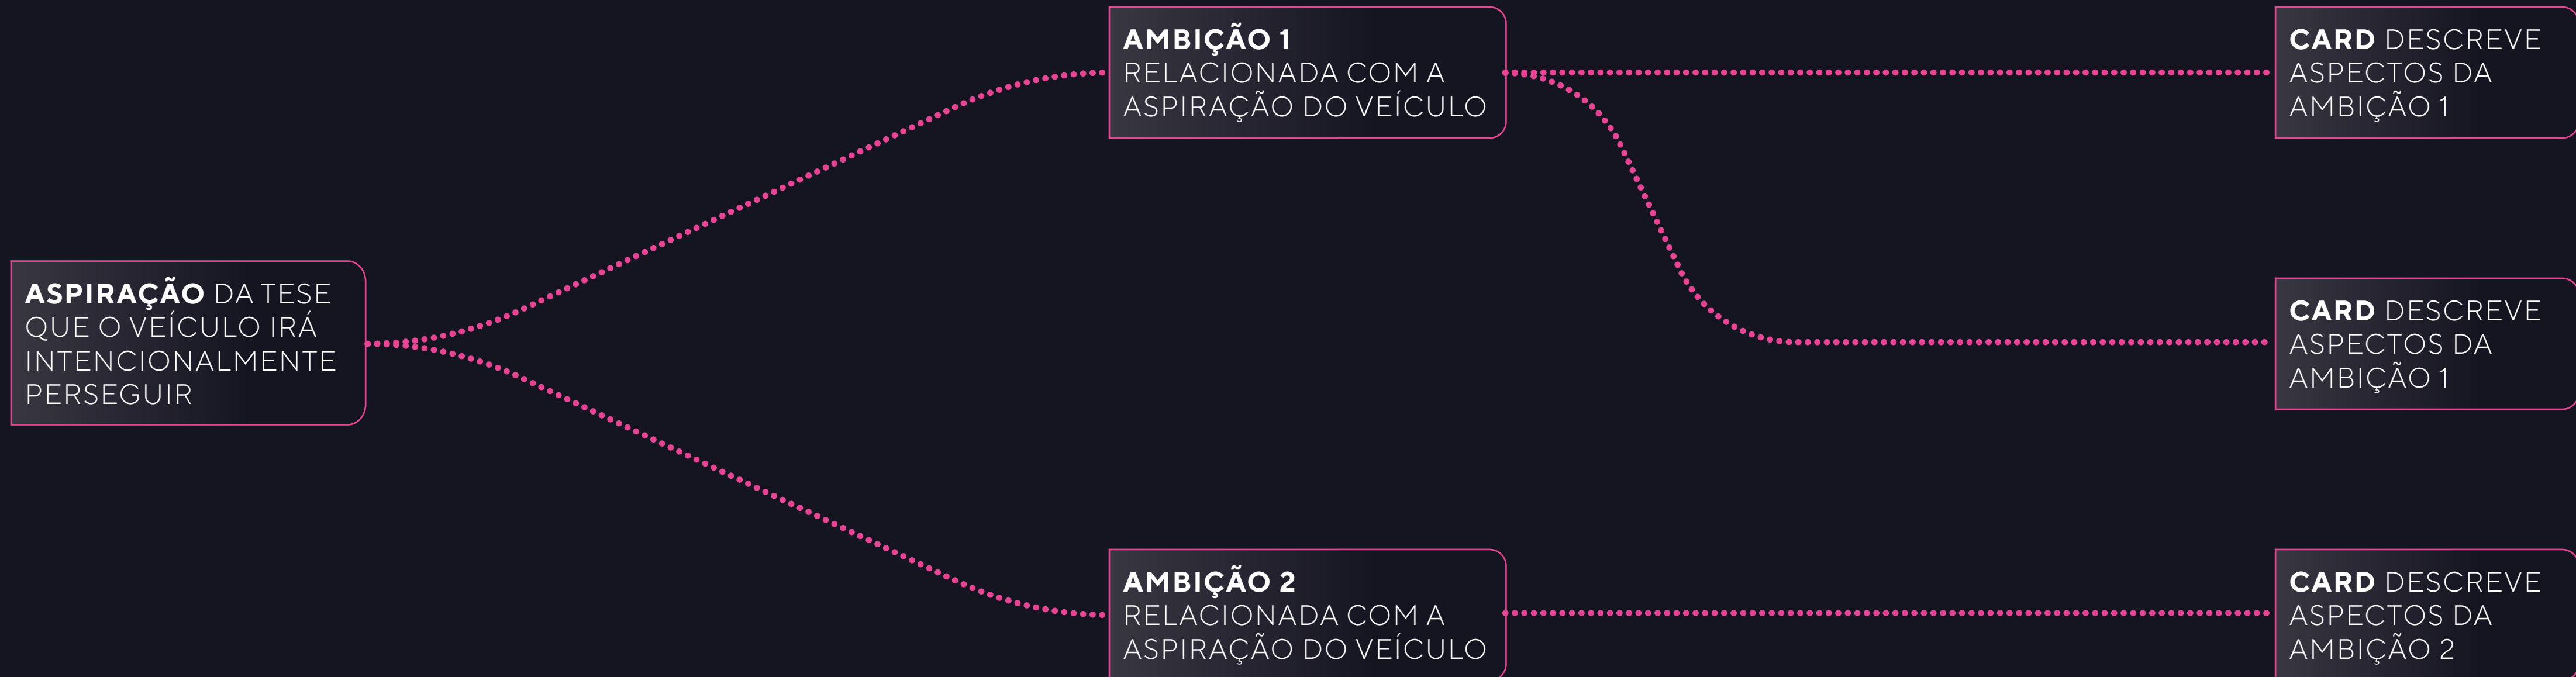 AMBIÇÃO 1
RELACIONADA COM A
ASPIRAÇÃO DO VEÍCULO
CARD DESCREVE
ASPECTOS DA
AMBIÇÃO 1
ASPIRAÇÃO DA TESE
QUE O VEÍCULO IRÁ
INTENCIONALMENTE
PERSEGUIR
CARD DESCREVE
ASPECTOS DA
AMBIÇÃO 1
AMBIÇÃO 2
RELACIONADA COM A
ASPIRAÇÃO DO VEÍCULO
CARD DESCREVE
ASPECTOS DA
AMBIÇÃO 2